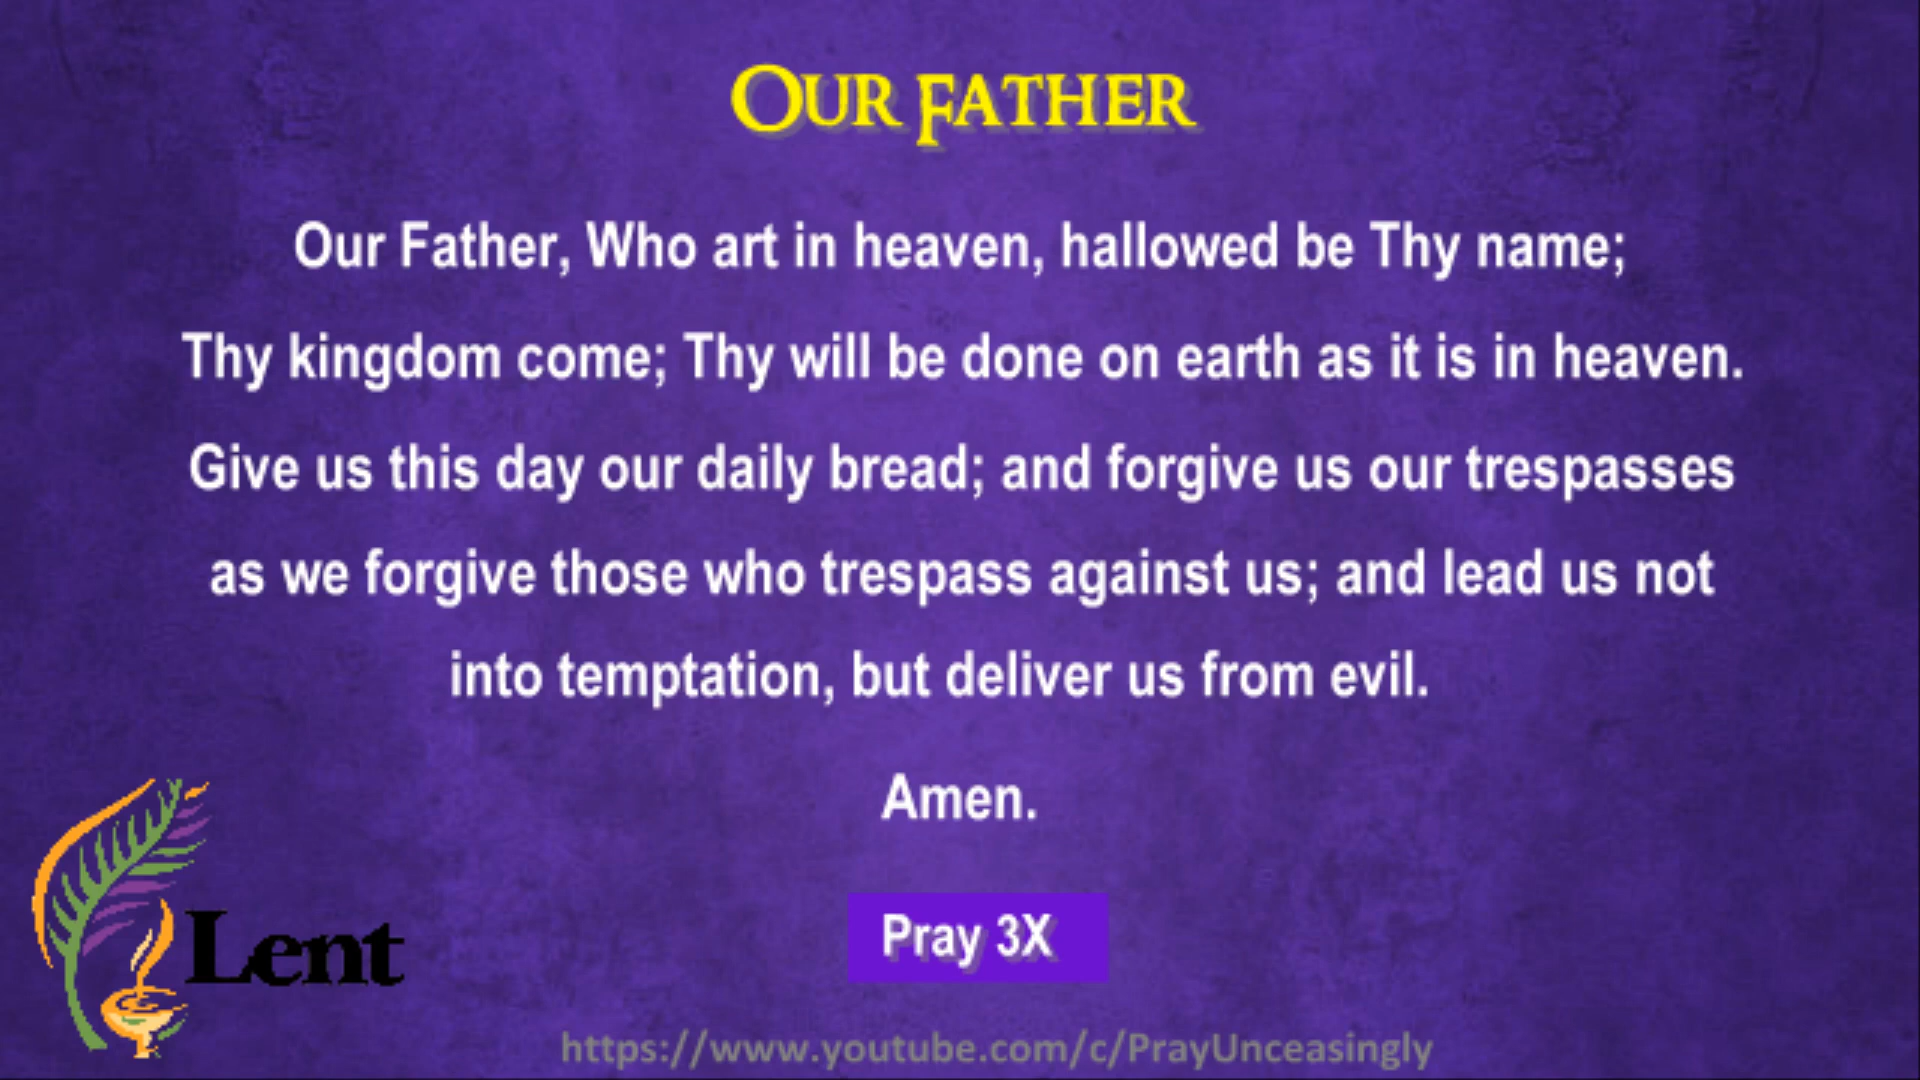 OUR FATHER
Our Father, Who art in heaven, hallowed be Thy name;
Thy kingdom come; Thy will be done on earth as it is in heaven.
Give us this day our daily bread; and forgive us our trespasses
as we forgive those who trespass against us; and lead us not
into temptation, but deliver us from evil.
Amen.
Lent
Pray 3X
https://www.youtube.com/c/PrayUnceasingly